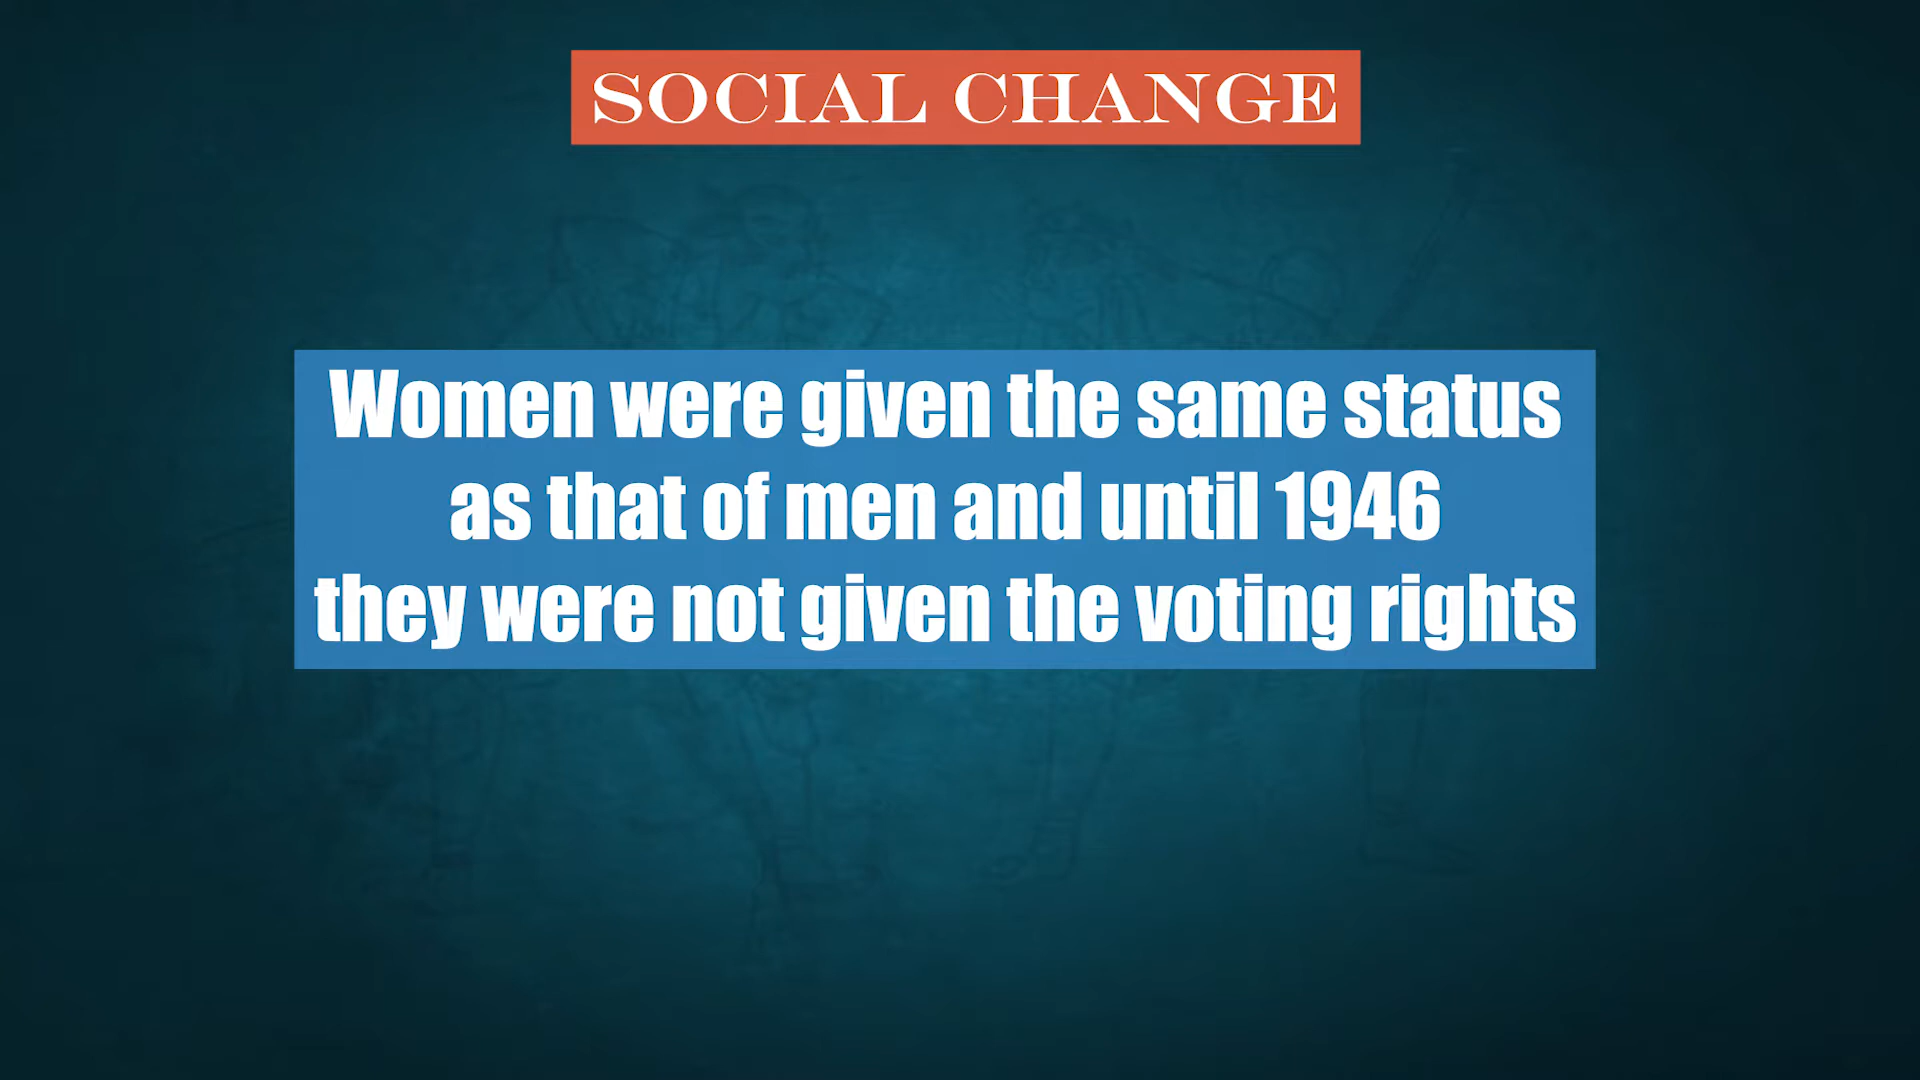 SOCIAL CHANGE
Women were given the same status
as that of men and until 1946
they were not given the voting rights